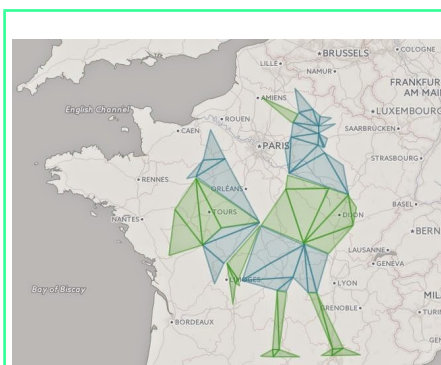 BRUSSELS
COLOGNE
LILLE
NAMUR
FRANKFUR
AM MAI
AMIENS
English Channel
ROUEN
LUXEMBOURG
CAEN
SAARBRÜCKEN
PARIS
STRASBOURG
RENNES
ORLÉANS
BASEL
TOURS
NANTES
DIJON
BERN
LAUSANNE
GENEVA
LIMOGES
LYON
Bay of Biscay
MIL
GRENOBLE
TURI
BORDEAUX
GEN